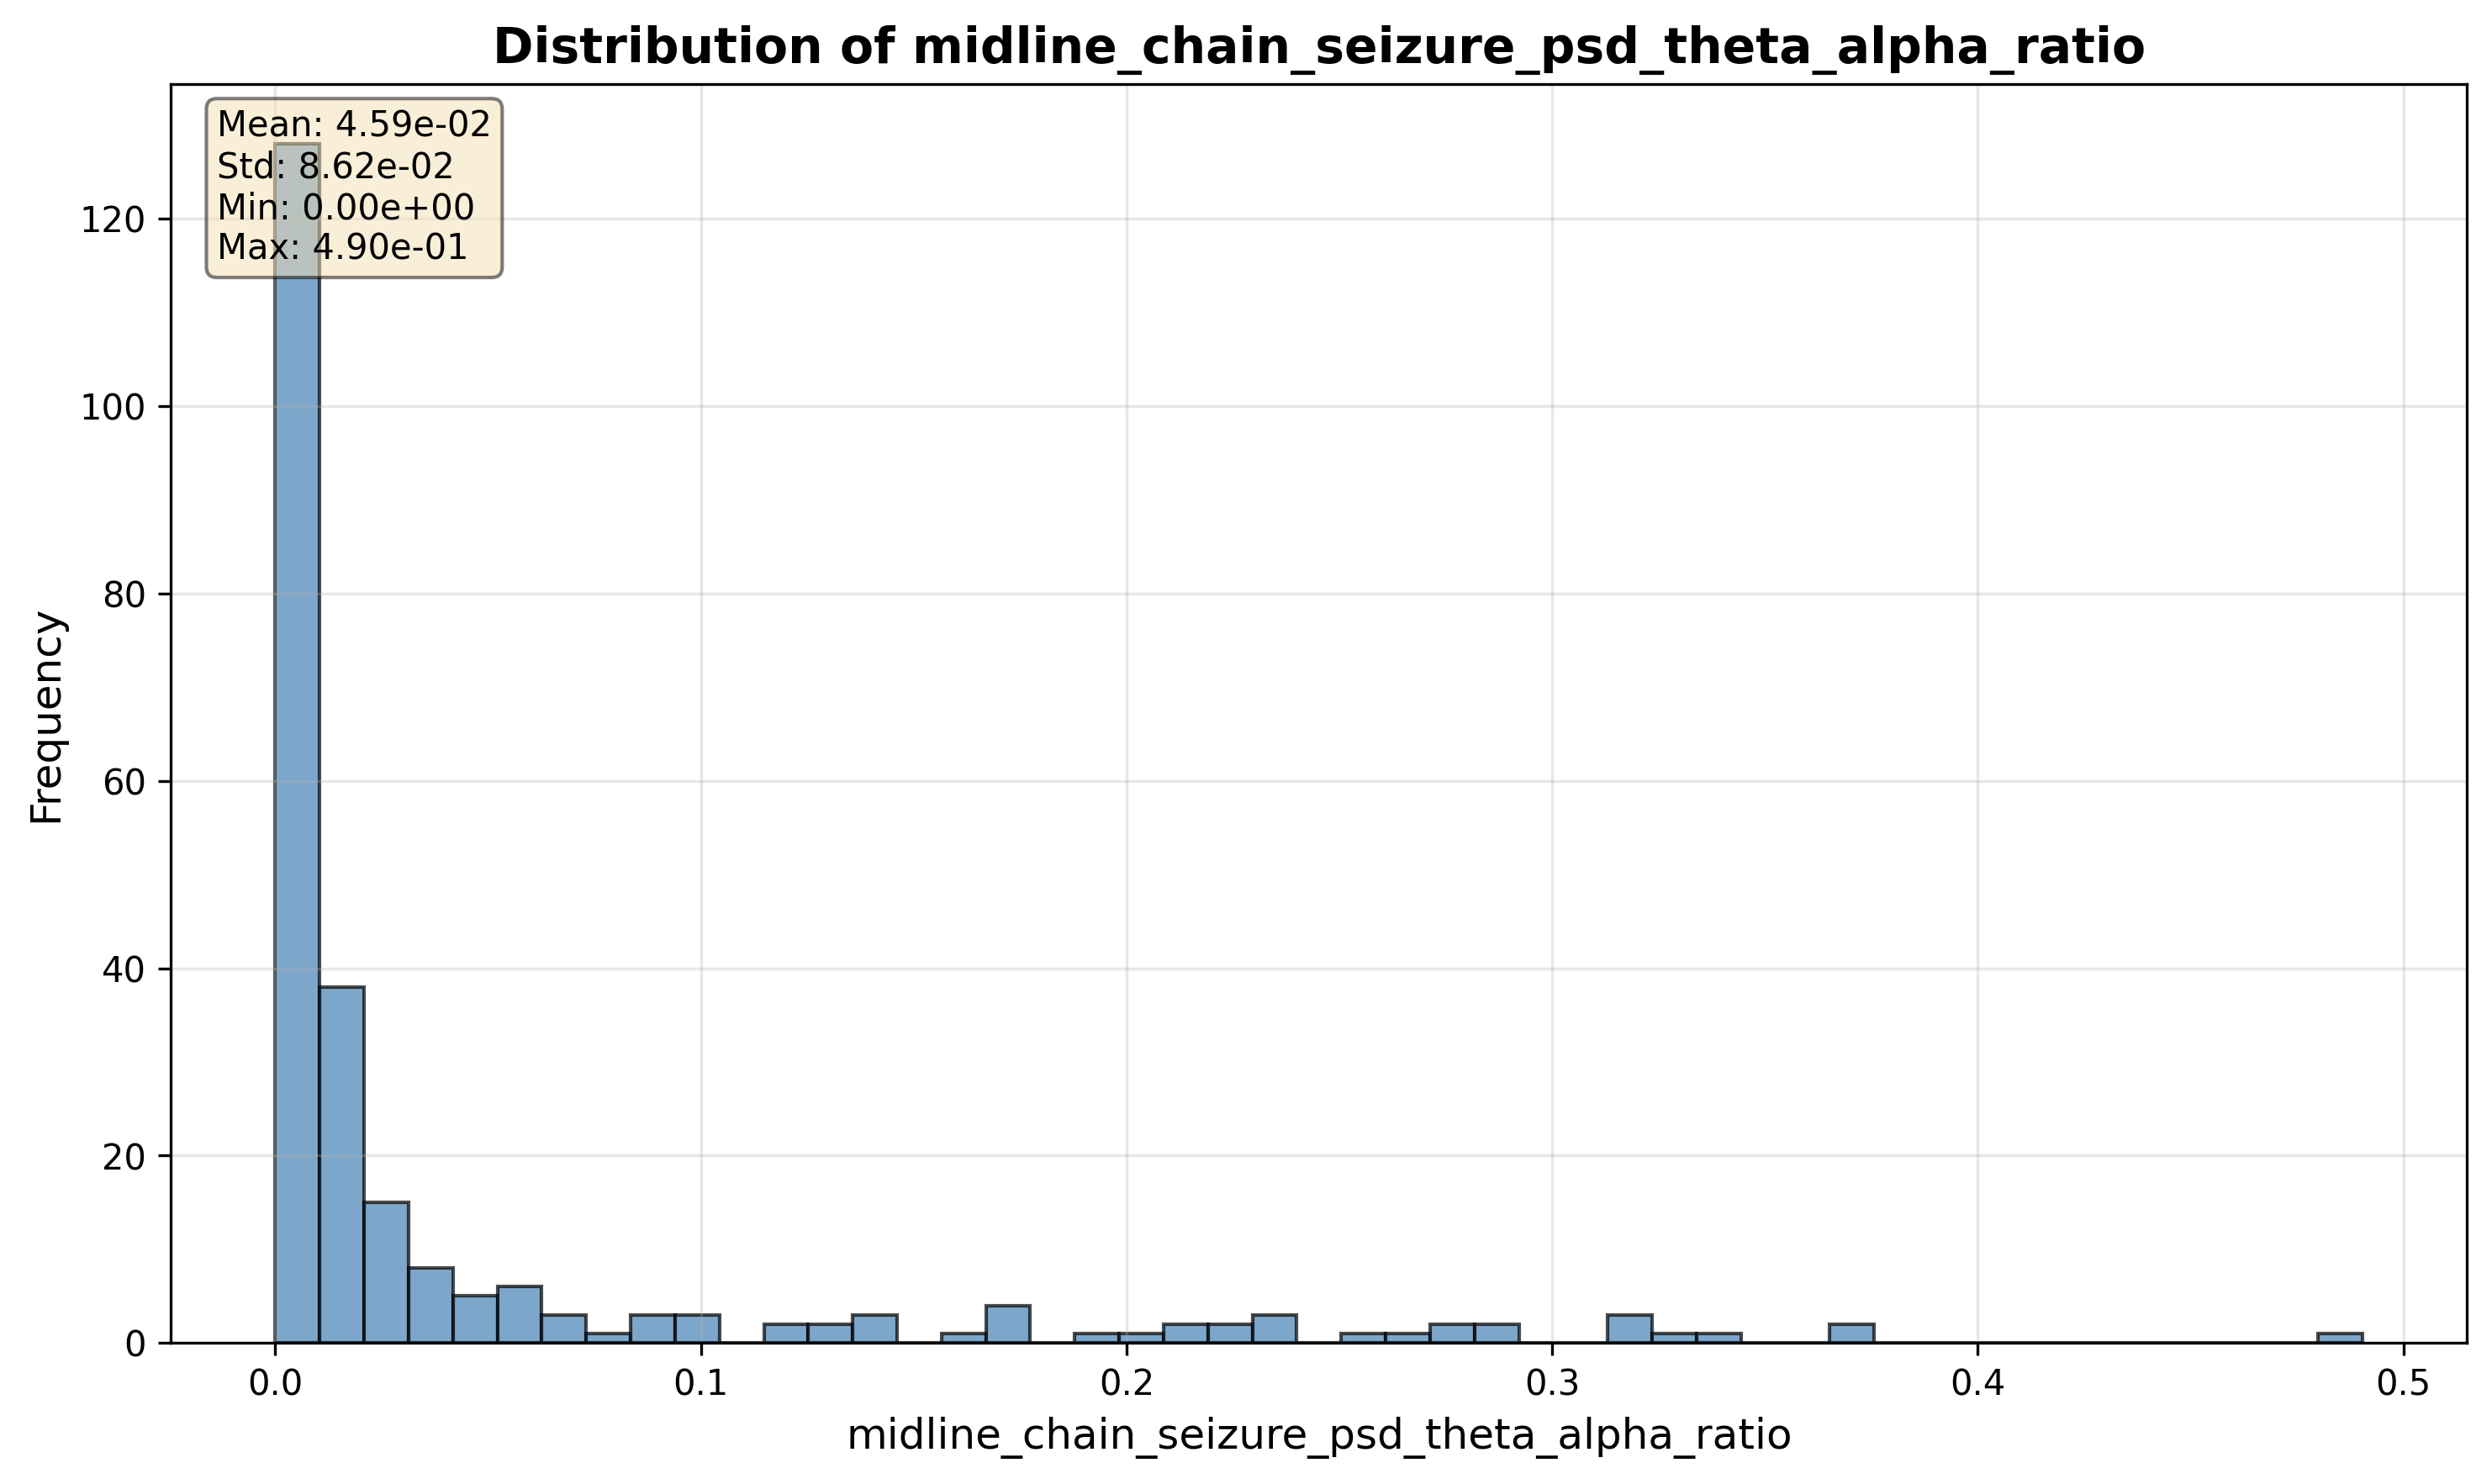 Distribution of midline_chain_seizure_psd_theta_alpha_ratio
Mean: 4.59e-02
Std: 8.62e-02
Min: 0.00e+00
Max: 4.90e-01
120
100
80
60
40
20
0
Frequency
0.0 0.1 0.2 0.3 0.4 0.5
midline_chain_seizure_psd_theta_alpha_ratio